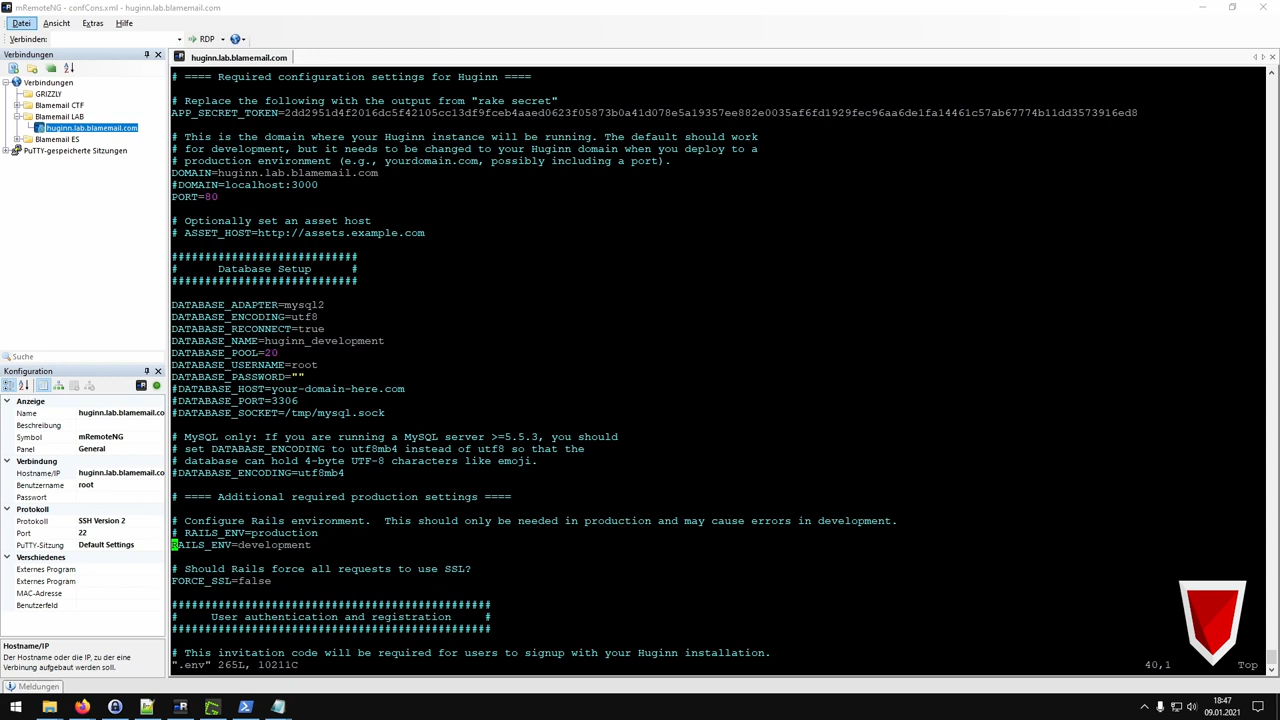 mRemoteNG - confCons.xml - huginn.lab.blamemail.com
Datei Ansicht Extras Hilfe
Verbinden: RDP
Verbindungen
Verbindungen
GRIZZLY
Blamemail CTF
Blamemail LAB
huginn.lab.blamemail.com
Blamemail ES
PuTTY-gespeicherte Sitzungen
Suche
Konfiguration
Anzeige
Name huginn.lab.blamemail.co
Beschreibung
Symbol mRemoteNG
Panel General
Verbindung
Hostname/IP huginn.lab.blamemail.co
Benutzername root
Passwort
Protokoll
Protokoll SSH Version 2
Port 22
PuTTY-Sitzung Default Settings
Verschiedenes
Externes Program
Externes Program
MAC-Adresse
Benutzerfeld
Hostname/IP
Der Hostname oder die IP, zu der eine
Verbinung aufgebaut werden soll.
Meldungen
huginn.lab.blamemail.com
# ==== Required configuration settings for Huginn ====
# Replace the following with the output from "rake secret"
# This is the domain where your Huginn instance will be running. The default should work
# for development, but it needs to be changed to your Huginn domain when you deploy to a
# production environment (e.g., yourdomain.com, possibly including a port).
DOMAIN=huginn.lab.blamemail.com
#DOMAIN=localhost:3000
PORT=80
# Optionally set an asset host
# ASSET_HOST=http://assets.example.com
############################
# Database Setup #
############################
DATABASE_ADAPTER=mysql2
DATABASE_ENCODING=utf8
DATABASE_RECONNECT=true
DATABASE_NAME=huginn_development
DATABASE_POOL=20
DATABASE_USERNAME=root
DATABASE_PASSWORD=""
#DATABASE_HOST=your-domain-here.com
#DATABASE_PORT=3306
#DATABASE_SOCKET=/tmp/mysql.sock
# MySQL only: If you are running a MySQL server >=5.5.3, you should
# set DATABASE_ENCODING to utf8mb4 instead of utf8 so that the
# database can hold 4-byte UTF-8 characters like emoji.
#DATABASE_ENCODING=utf8mb4
# ==== Additional required production settings ====
# Configure Rails environment. This should only be needed in production and may cause errors in development.
# RAILS_ENV=production
RAILS_ENV=development
# Should Rails force all requests to use SSL?
FORCE_SSL=false
################################################
# User authentication and registration #
################################################
# This invitation code will be required for users to signup with your Huginn installation.
".env" 265L, 10211C 40,1 Top
18:47
09.01.2021